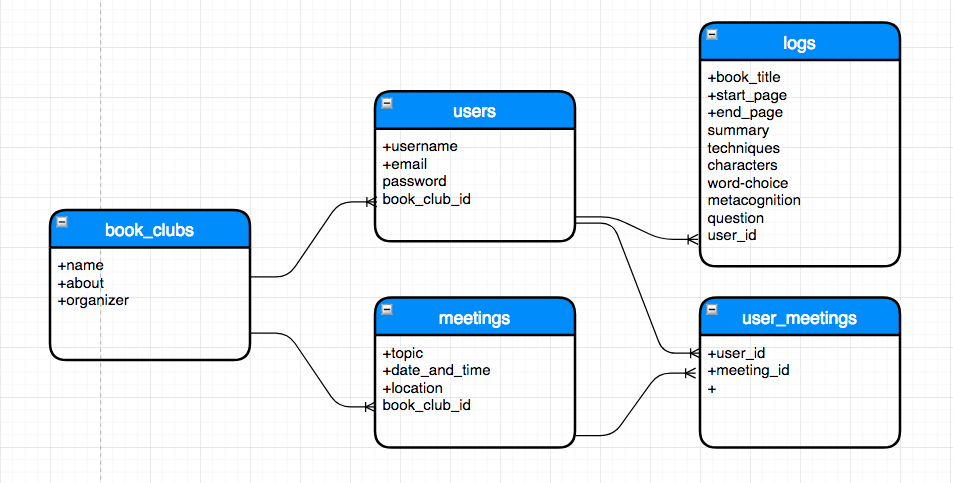 book_clubs
+name
+about
+organizer
users
+username
+email
password
book_club_id
meetings
+topic
+date_and_time
+location
book_club_id
logs
+book_title
+start_page
+end_page
summary
techniques
characters
word-choice
metacognition
question
user_id
user_meetings
+user_id
+meeting_id
+